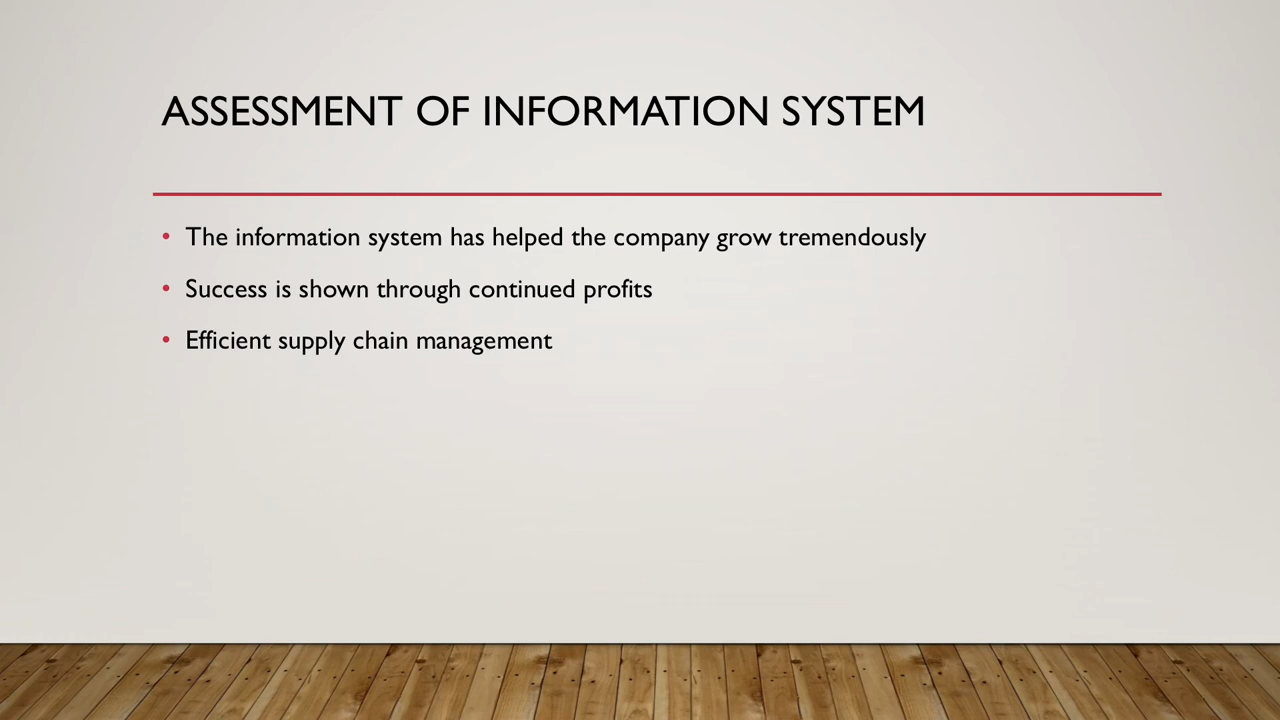 ASSESSMENT OF INFORMATION SYSTEM
• The information system has helped the company grow tremendously
• Success is shown through continued profits
• Efficient supply chain management